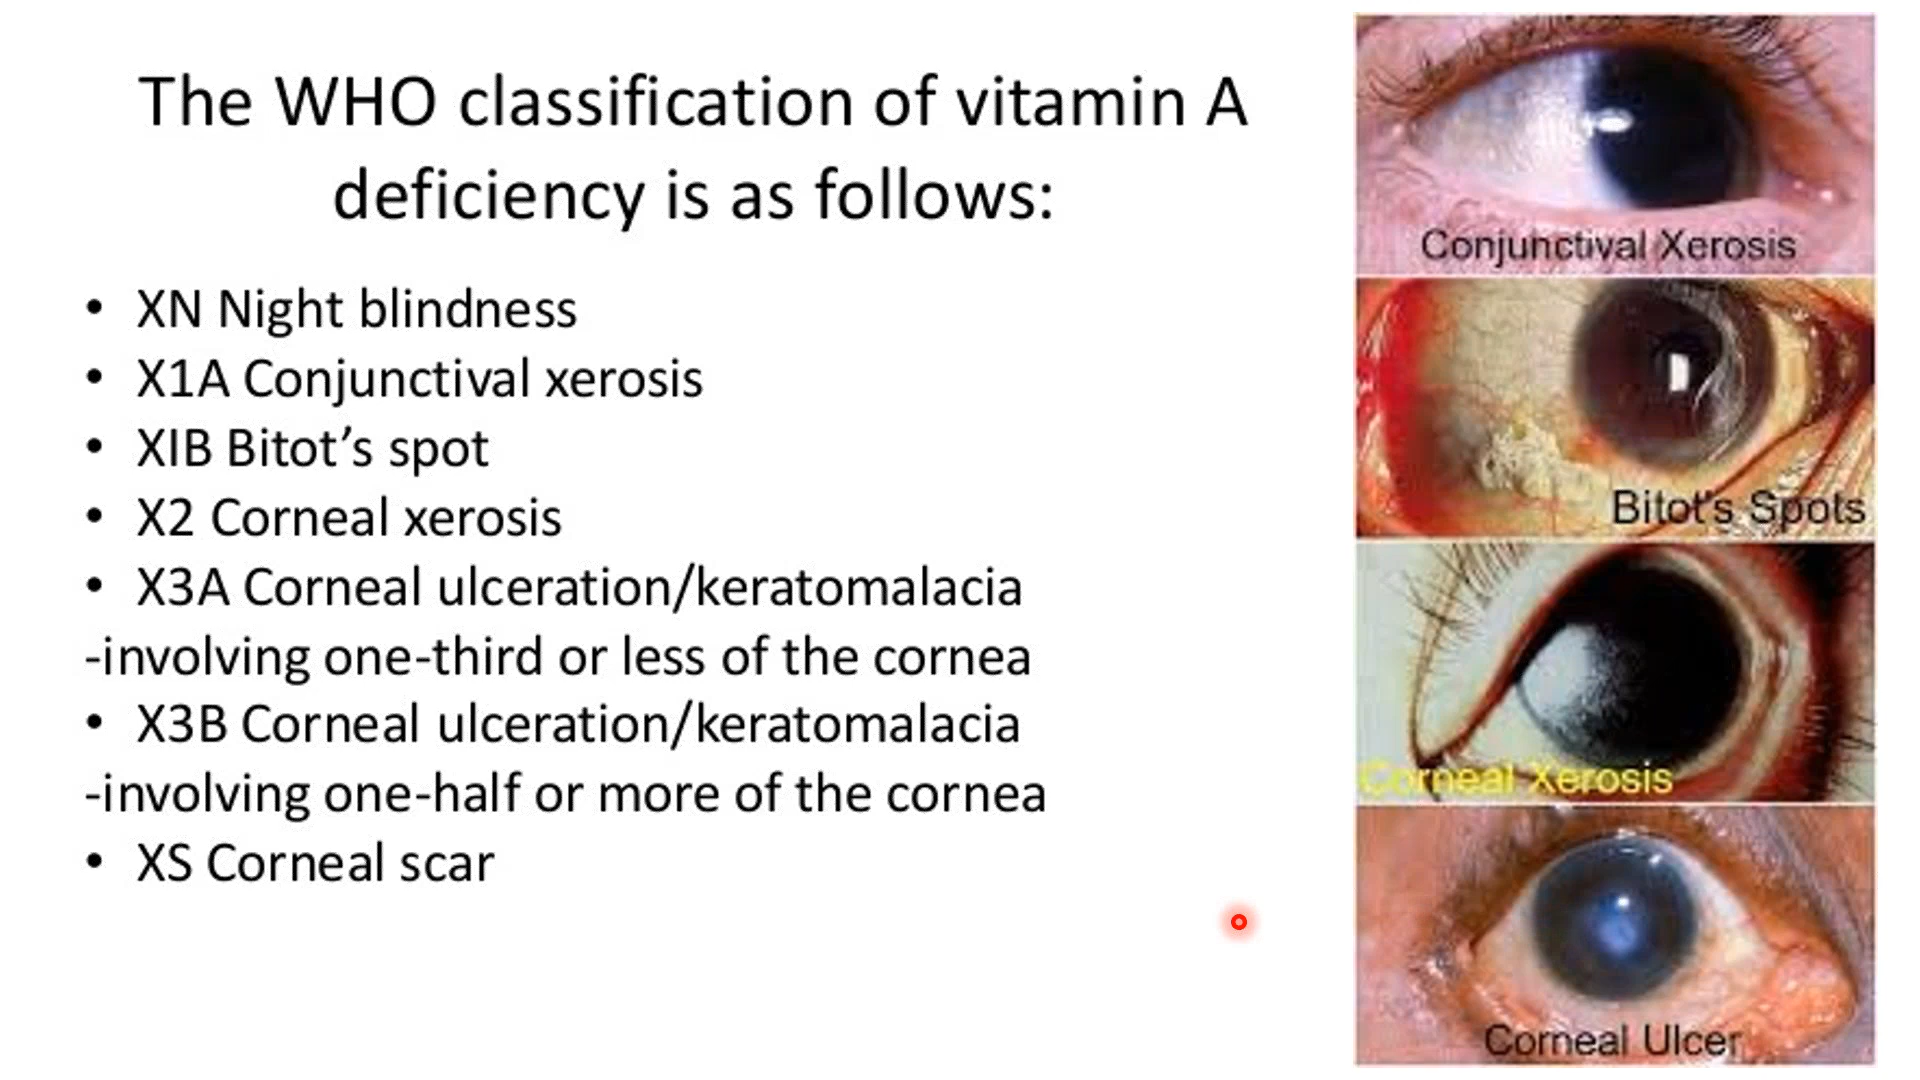 The WHO classification of vitamin A
deficiency is as follows:
• XN Night blindness
• X1A Conjunctival xerosis
• XIB Bitot’s spot
• X2 Corneal xerosis
• X3A Corneal ulceration/keratomalacia
-involving one-third or less of the cornea
• X3B Corneal ulceration/keratomalacia
-involving one-half or more of the cornea
• XS Corneal scar
Conjunctival Xerosis
Bitot's Spots
Corneal Xerosis
Corneal Ulcer